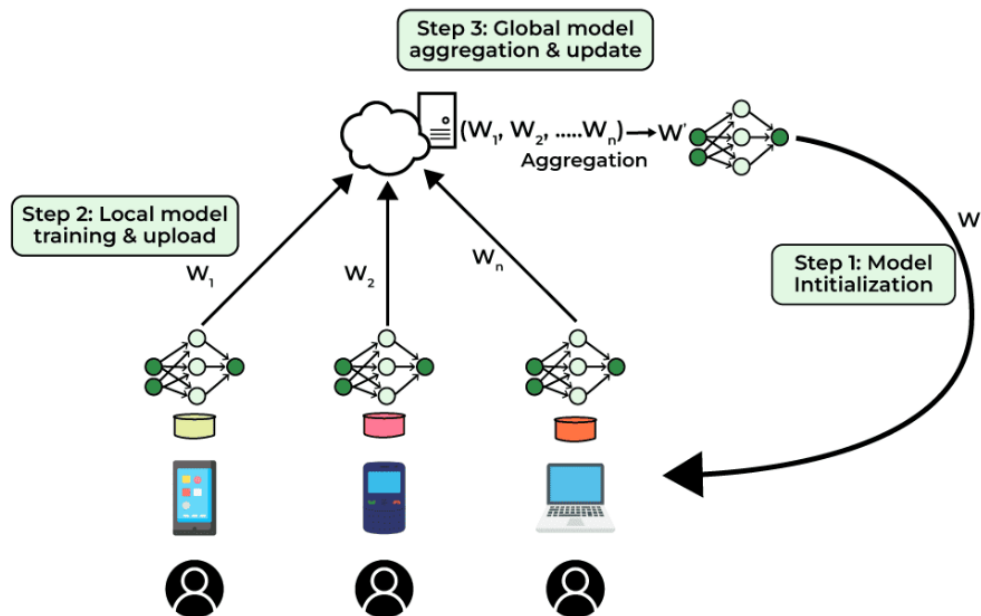 Step 3: Global model
aggregation & update
(W₁, W₂, .....Wₙ) W'
Aggregation
Step 2: Local model
training & upload
W₁
W₂
Wₙ
W
Step 1: Model
Intitialization